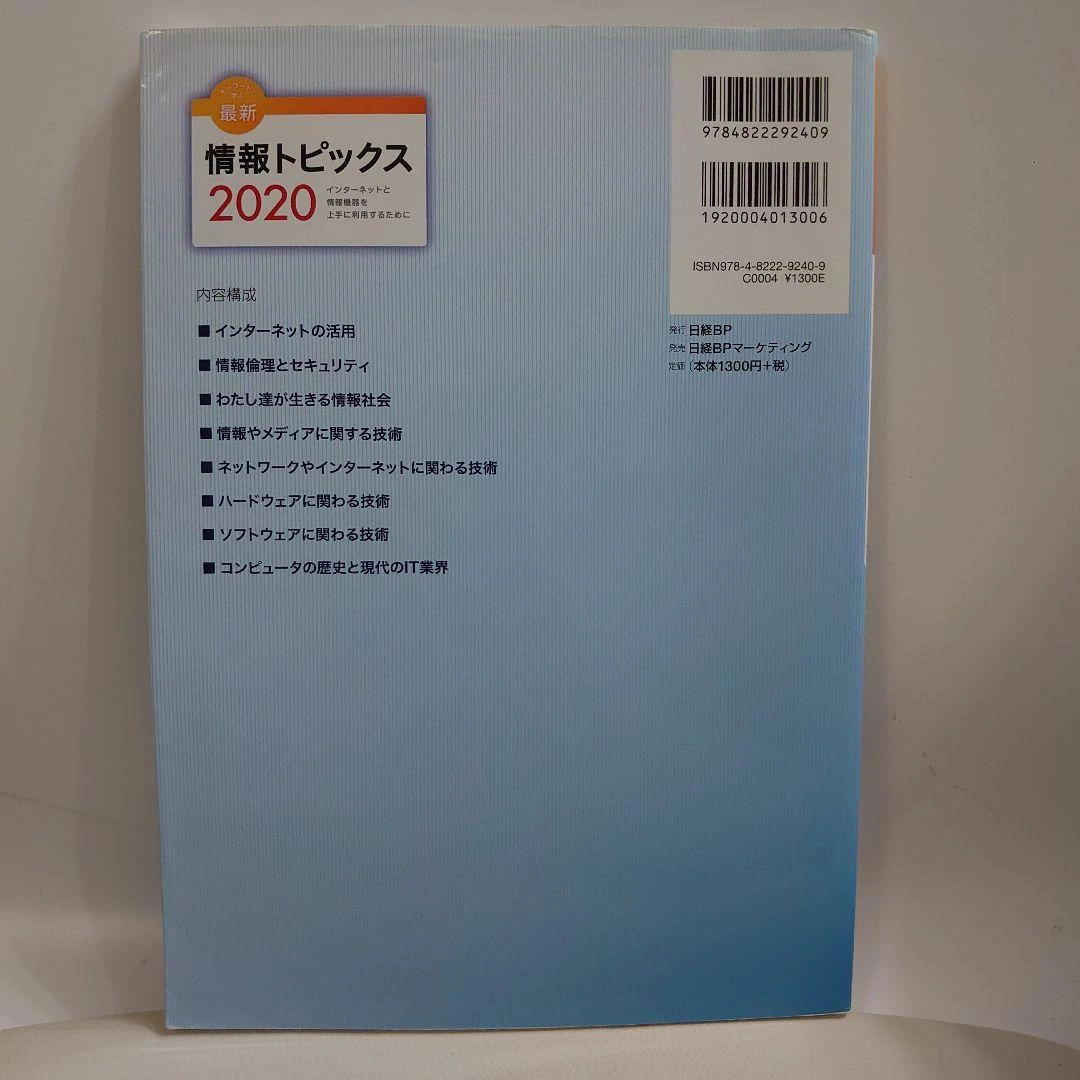 キーワードで
学ぶ
最新
情報トピックス
2020
インターネットと
情報機器を
上手に利用するために
9784822292409
1920004013006
ISBN978-4-8222-9240-9
C0004 ¥1300E
発行 日経BP
発売 日経BPマーケティング
定価(本体1300円+税)
内容構成
■ インターネットの活用
■ 情報倫理とセキュリティ
■ わたし達が生きる情報社会
■ 情報やメディアに関する技術
■ ネットワークやインターネットに関わる技術
■ ハードウェアに関わる技術
■ ソフトウェアに関わる技術
■ コンピュータの歴史と現代のIT業界